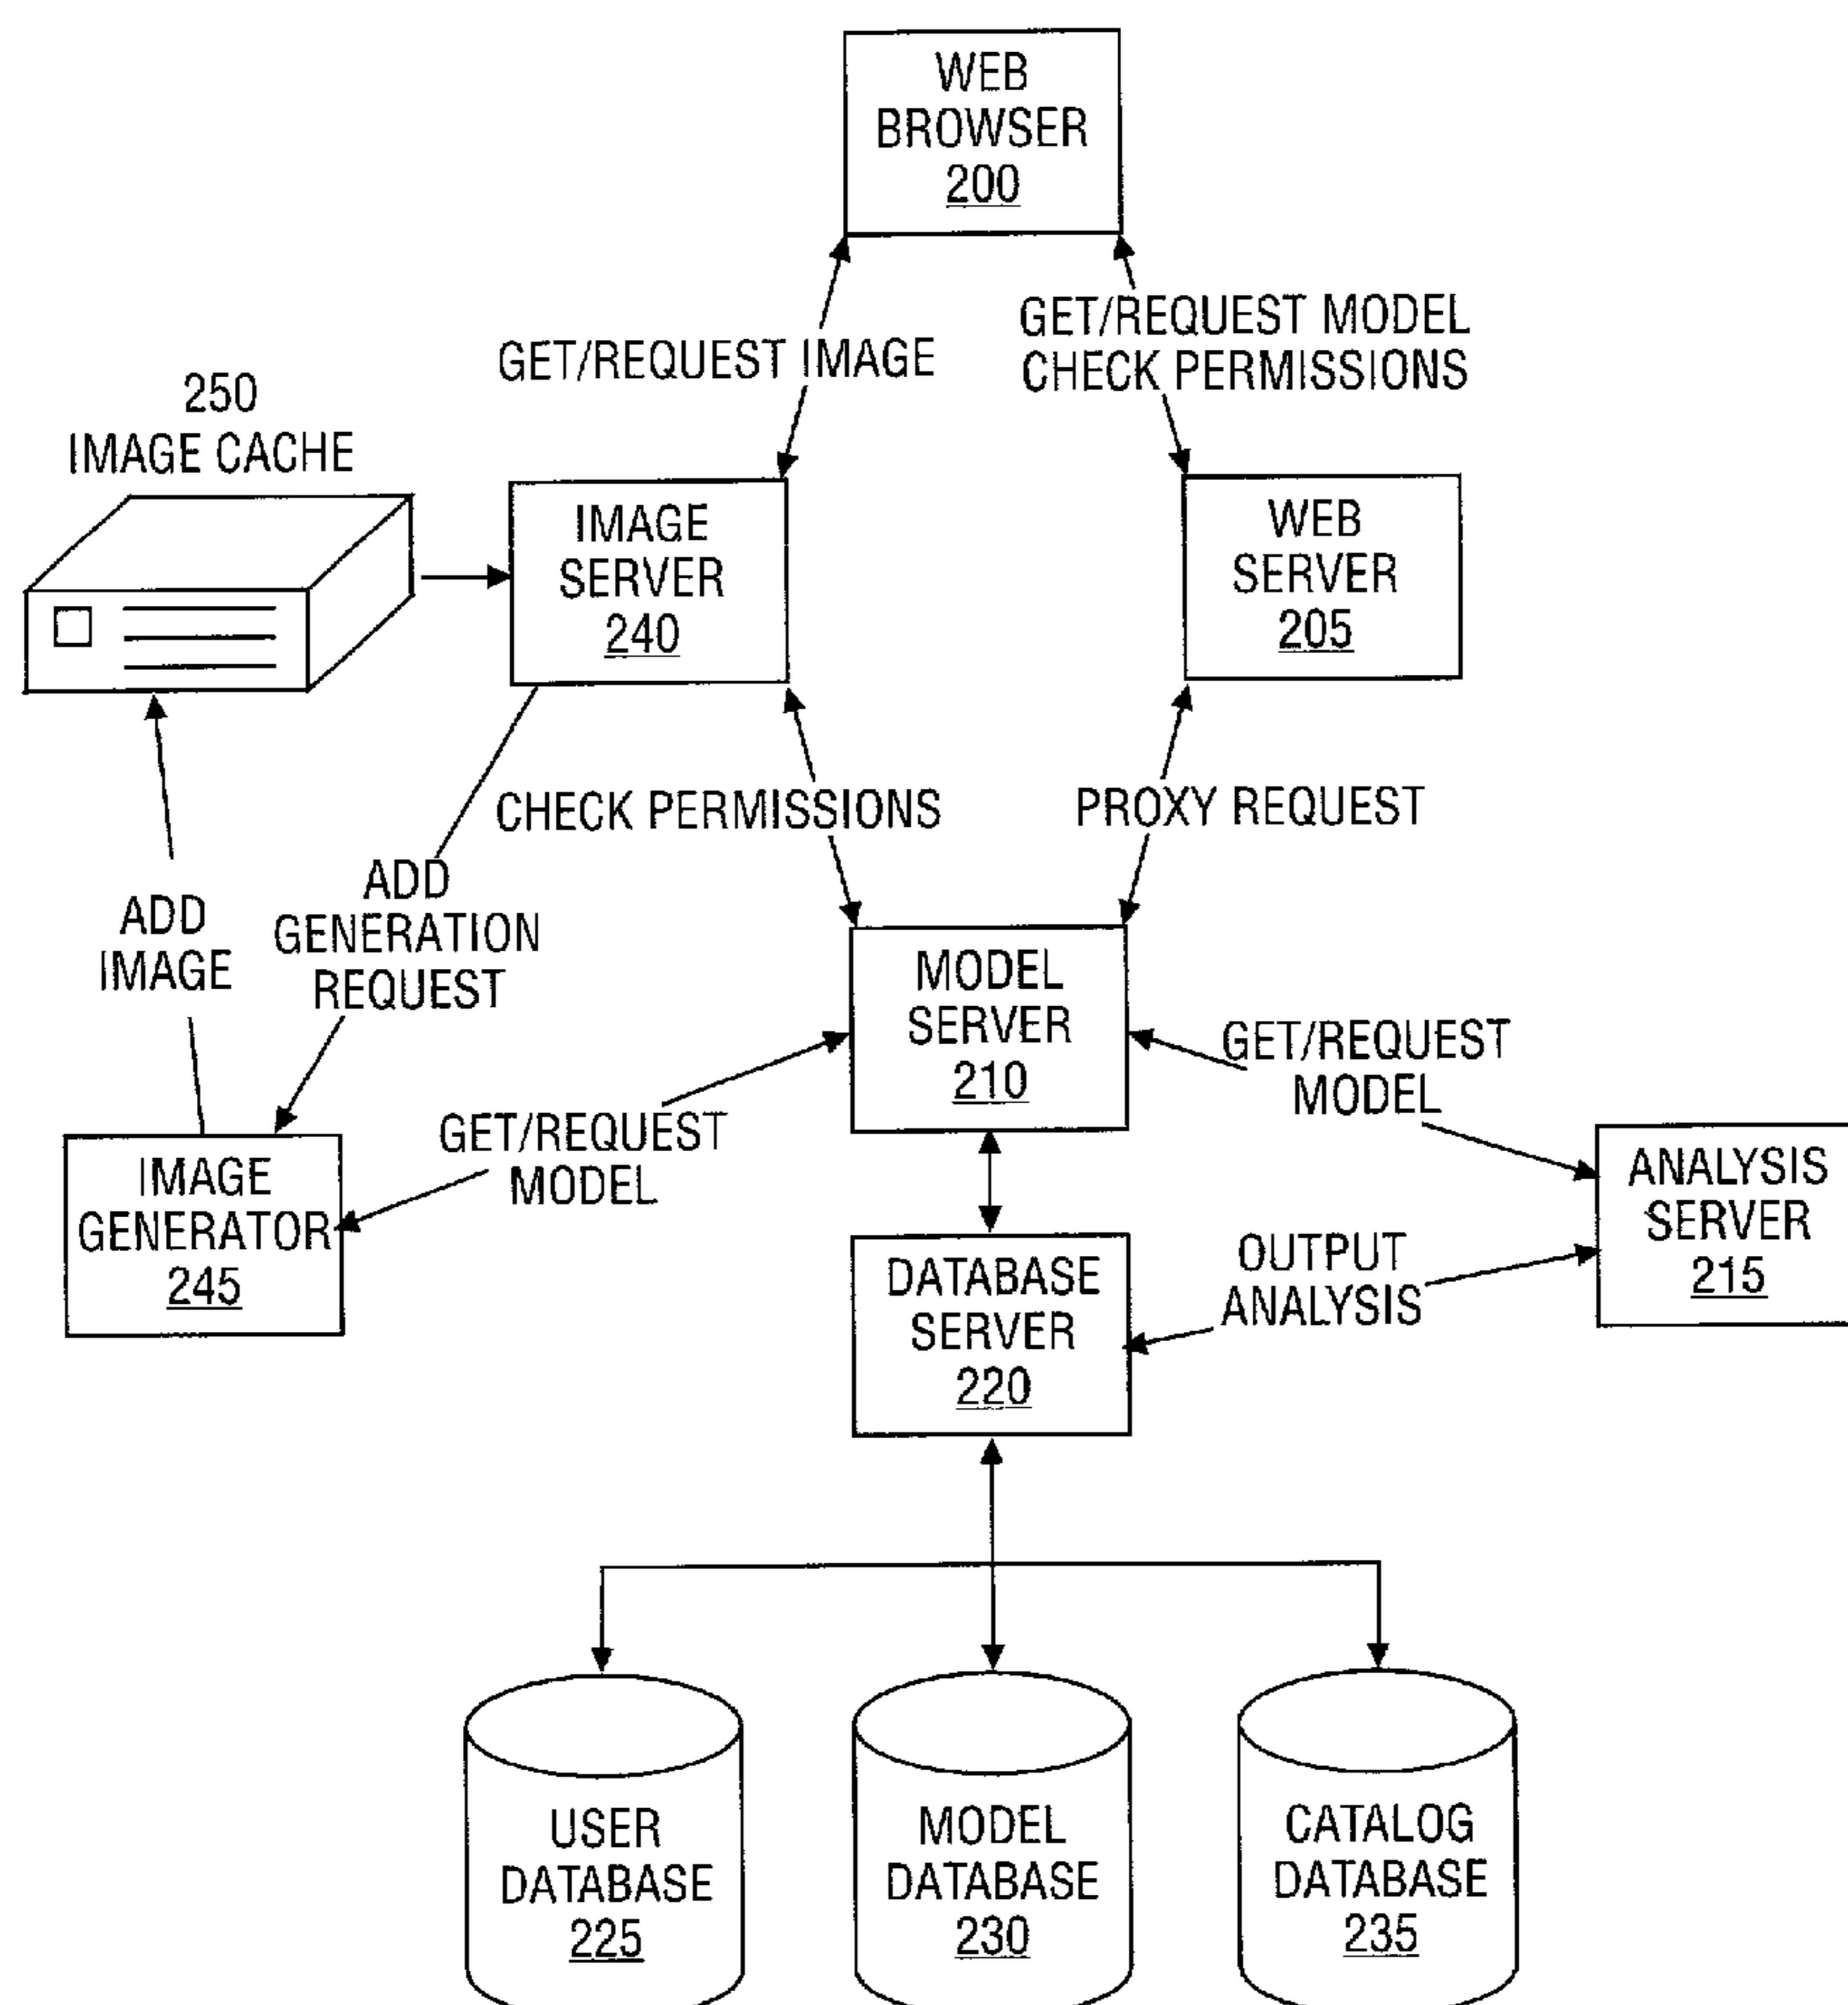 WEB
BROWSER
200
GET/REQUEST IMAGE
GET/REQUEST MODEL
CHECK PERMISSIONS
250
IMAGE CACHE
IMAGE
SERVER
240
WEB
SERVER
205
CHECK PERMISSIONS
PROXY REQUEST
ADD
IMAGE
ADD
GENERATION
REQUEST
MODEL
SERVER
210
GET/REQUEST
MODEL
GET/REQUEST
MODEL
IMAGE
GENERATOR
245
ANALYSIS
SERVER
215
DATABASE
SERVER
220
OUTPUT
ANALYSIS
USER
DATABASE
225
MODEL
DATABASE
230
CATALOG
DATABASE
235